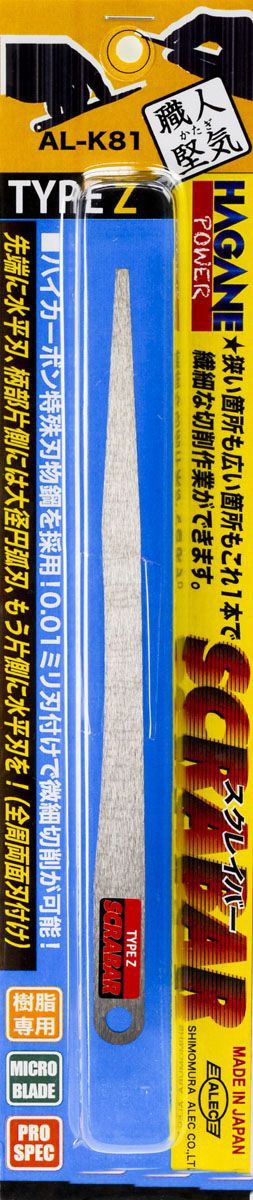 AL-K81
職人
かたぎ
堅気
TYPE Z
HAGANE
POWER
★狭い箇所も広い箇所もこれ1本で
繊細な切削作業ができます。
SCRABAR
スクレイバー
■ハイカーボン特殊刃物鋼を採用!0.01ミリ刃付けで微細切削が可能!
先端に水平刃、柄部片側には大径円弧刃、もう片側に水平刃を!(全周両面刃付け)
TYPE Z
SCRABAR
樹脂
専用
MICRO
BLADE
PRO
SPEC
MADE IN JAPAN
ALEC
SHIMOMURA ALEC CO.,LT